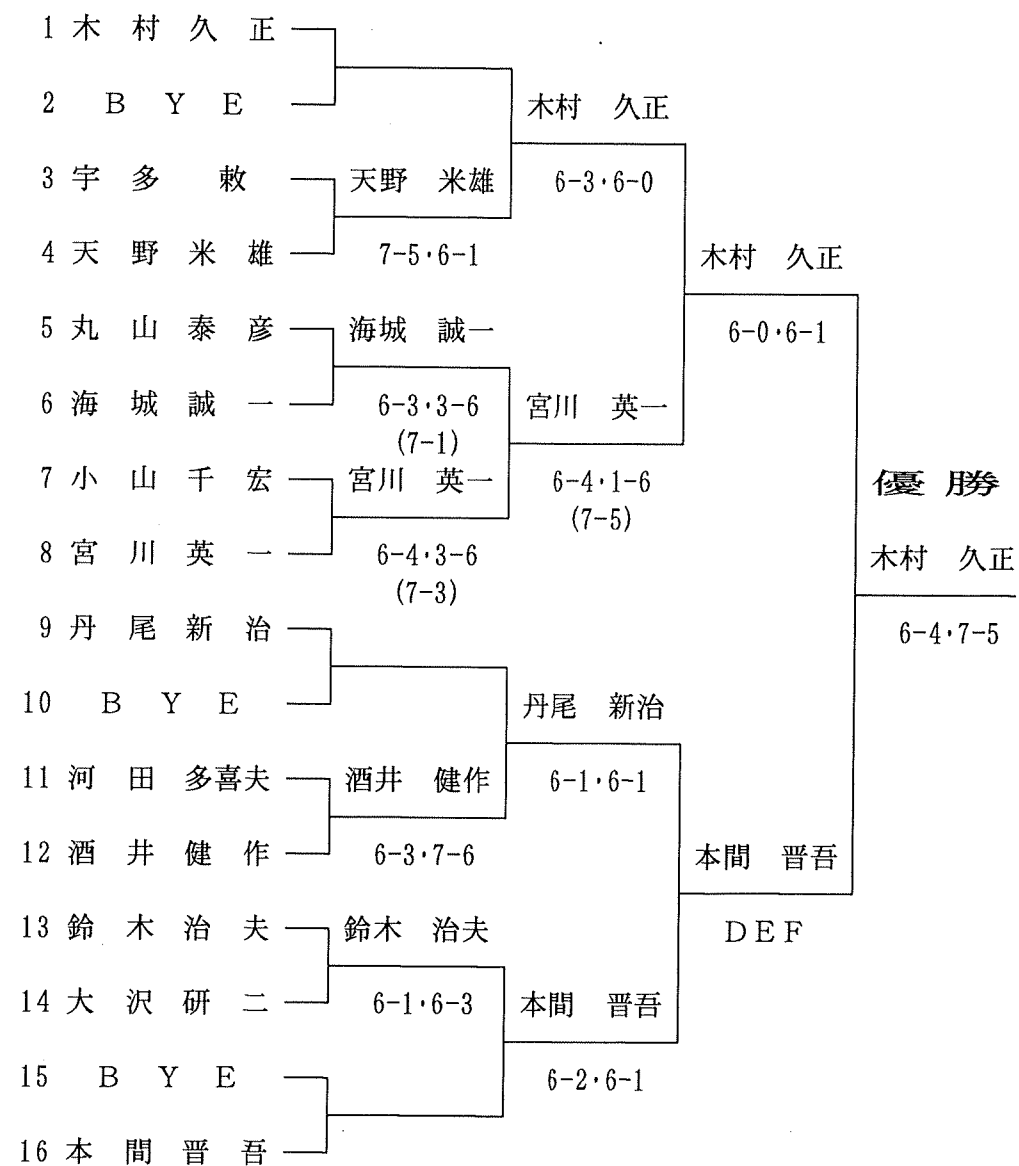 1 木村久正
2 BYE
木村 久正
3 宇多 敕
天野 米雄
6-3・6-0
4 天野米雄
7-5・6-1
木村 久正
5 丸山泰彦
海城 誠一
6-0・6-1
6 海城誠一
6-3・3-6
(7-1)
宮川 英一
7 小山千宏
宮川 英一
6-4・1-6
(7-5)
優勝
8 宮川英一
6-4・3-6
(7-3)
木村 久正
9 丹尾新治
6-4・7-5
10 BYE
丹尾 新治
11 河田多喜夫
酒井 健作
6-1・6-1
12 酒井健作
6-3・7-6
本間 晋吾
13 鈴木治夫
鈴木 治夫
DEF
14 大沢研二
6-1・6-3
本間 晋吾
15 BYE
6-2・6-1
16 本間晋吾